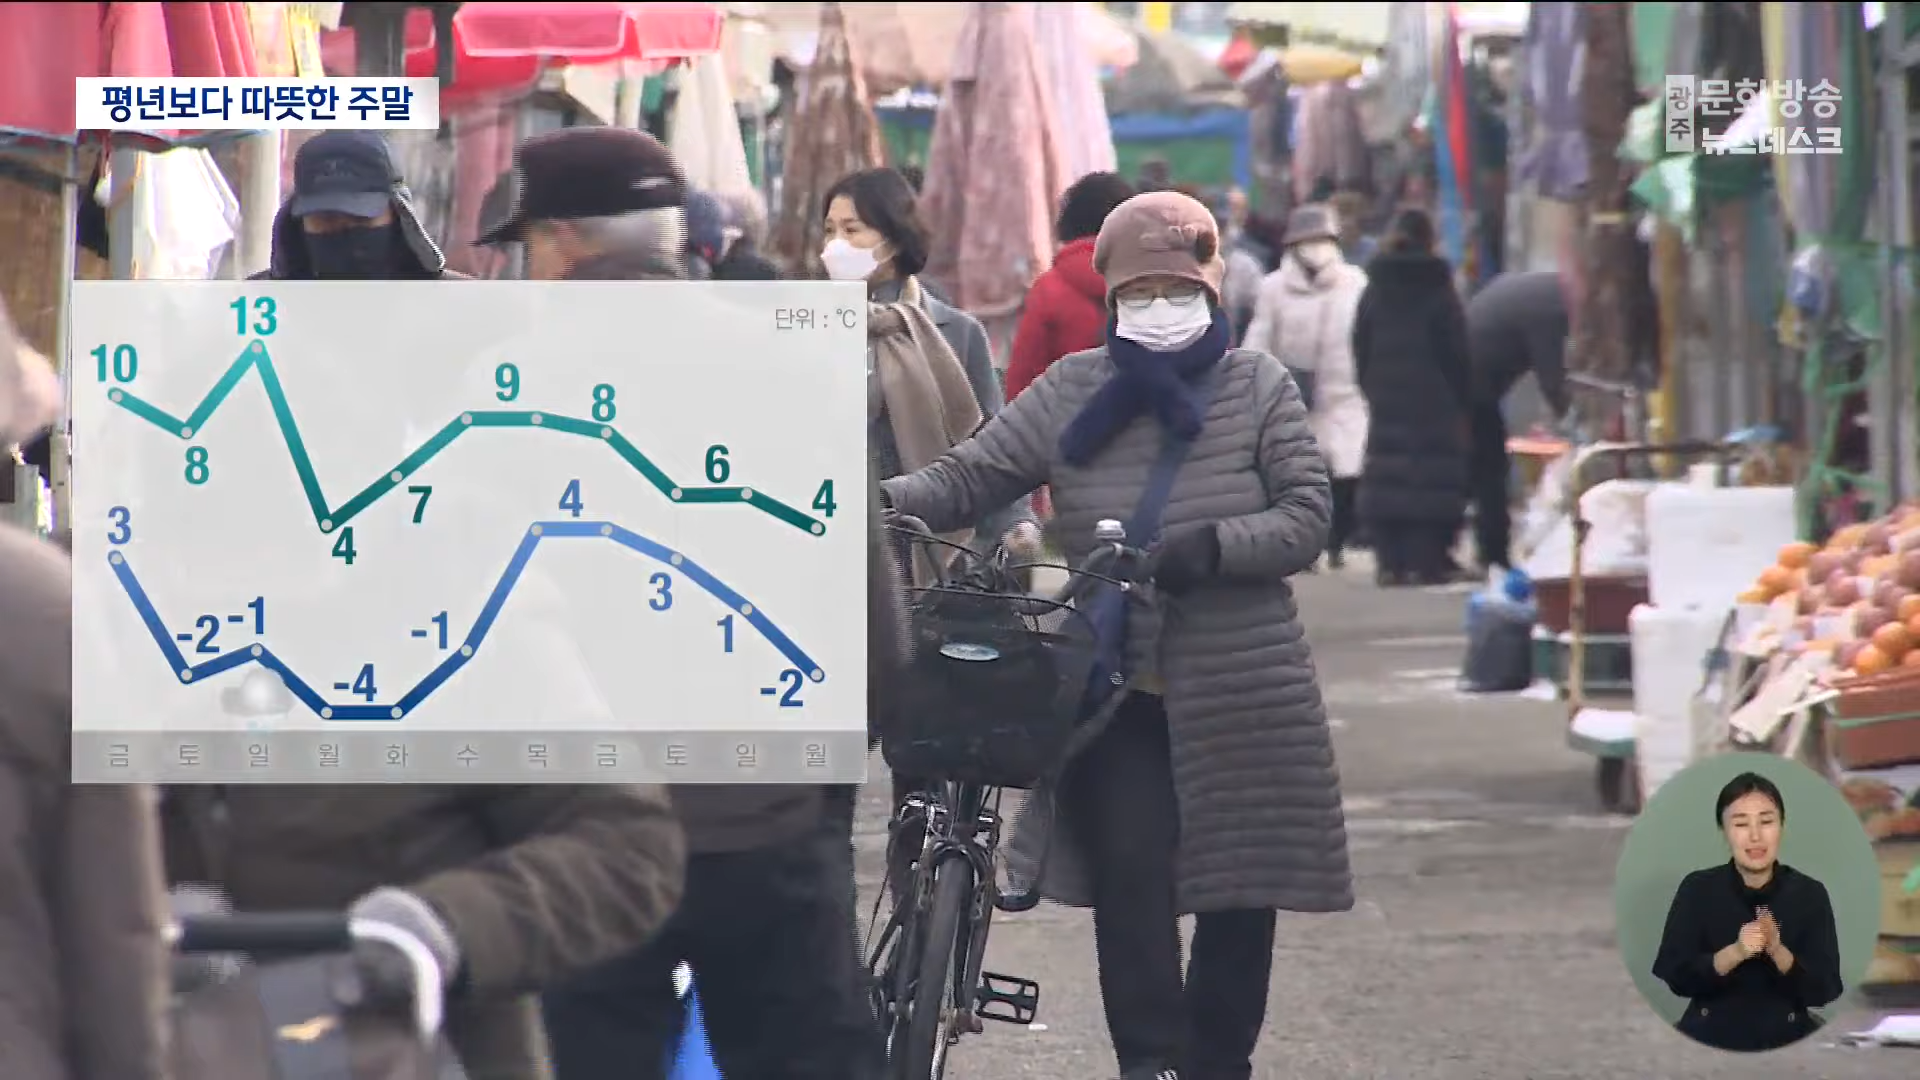 평년보다 따뜻한 주말
광주
문화방송
뉴스데스크
단위 : ℃
10 8 13 4 7 9 8 6 4
3 -2 -1 -4 -1 4 3 1 -2
금 토 일 월 화 수 목 금 토 일 월